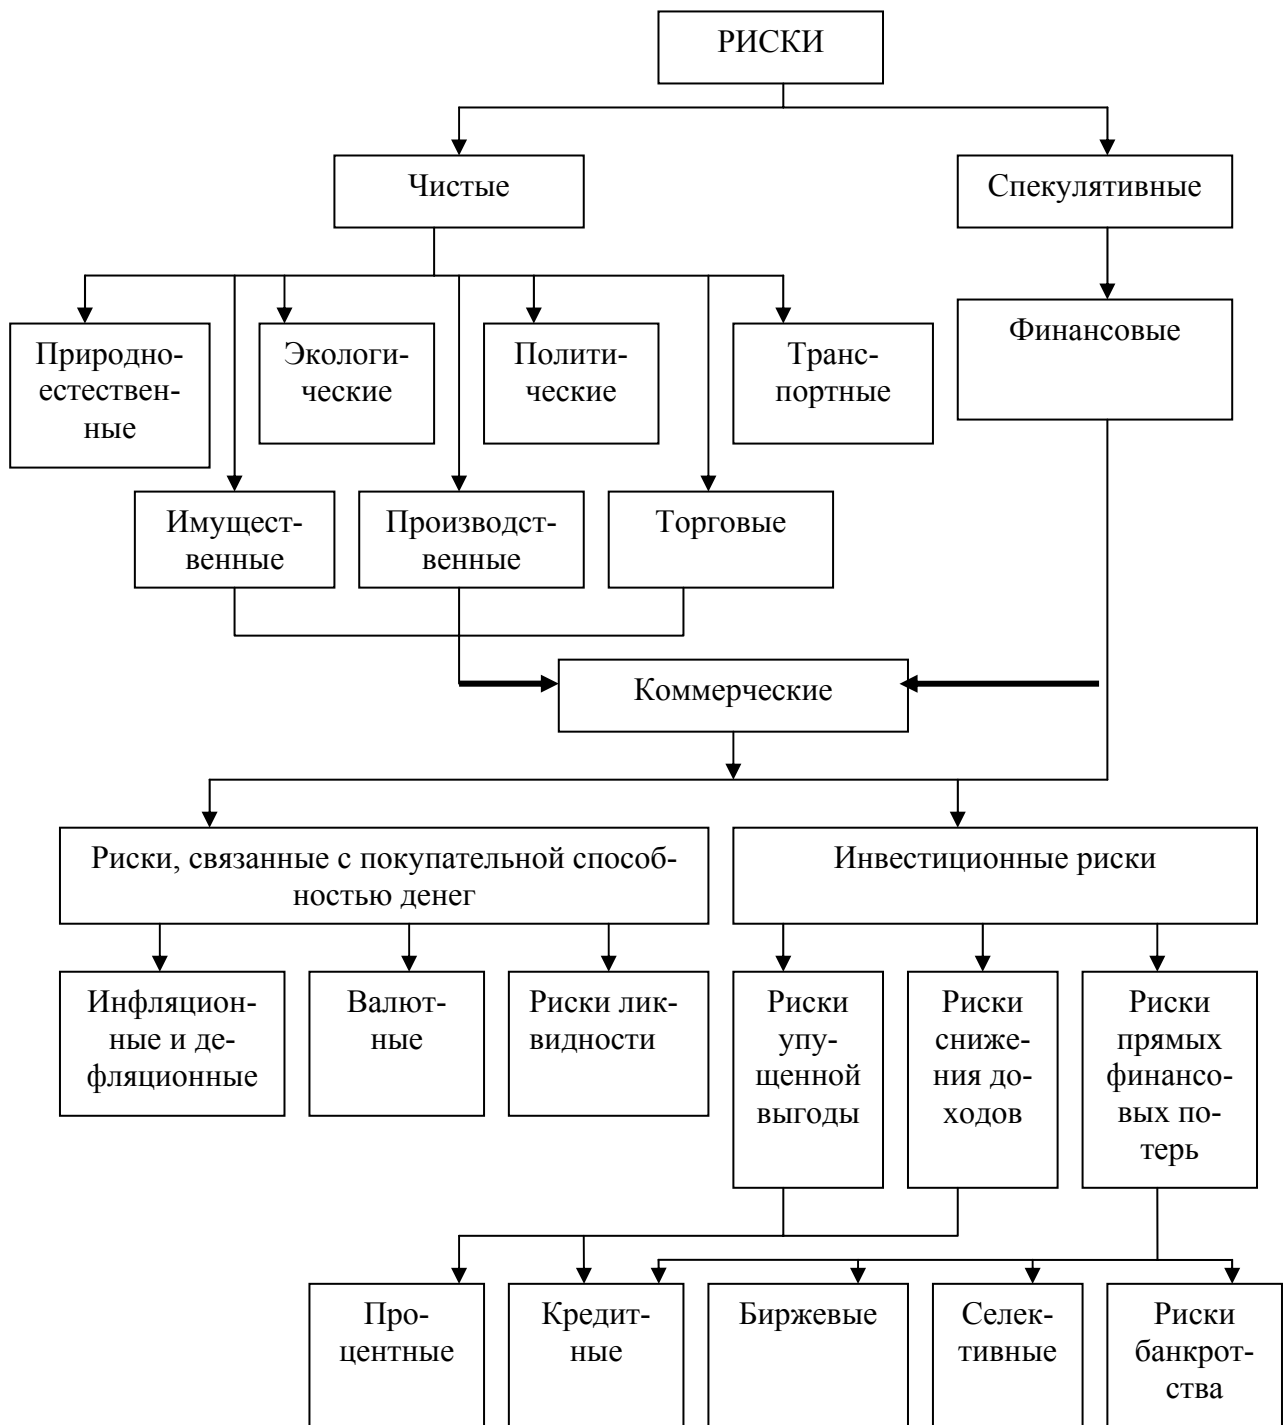 РИСКИ
Чистые
Спекулятивные
Природно-
естествен-
ные
Экологи-
ческие
Полити-
ческие
Транс-
портные
Финансовые
Имущест-
венные
Производст-
венные
Торговые
Коммерческие
Риски, связанные с покупательной способ-
ностью денег
Инвестиционные риски
Инфляцион-
ные и де-
фляционные
Валют-
ные
Риски лик-
видности
Риски
упу-
щенной
выгоды
Риски
сниже-
ния до-
ходов
Риски
прямых
финансо-
вых по-
терь
Про-
центные
Кредит-
ные
Биржевые
Селек-
тивные
Риски
банкрот-
ства